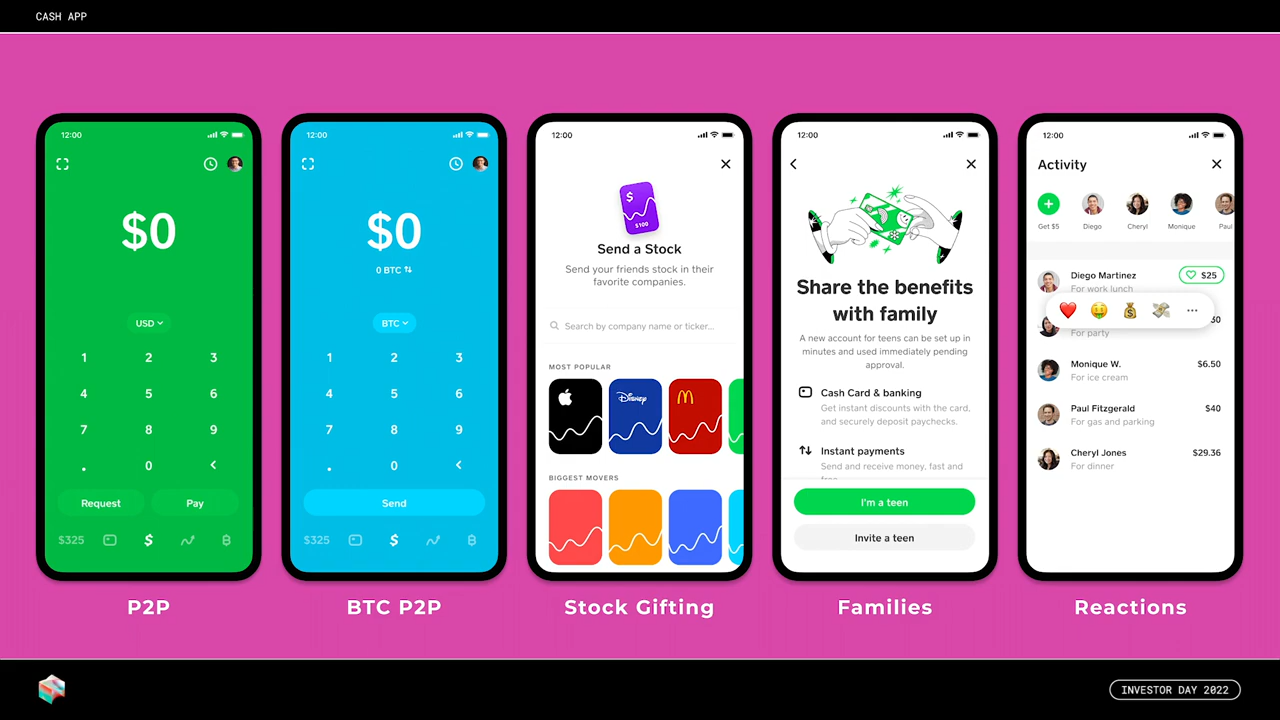 CASH APP
12:00
$0
USD
1 2 3
4 5 6
7 8 9
. 0 <
Request Pay
$325 $
P2P
12:00
$0
0 BTC
BTC
1 2 3
4 5 6
7 8 9
. 0 <
Send
$325 $
BTC P2P
12:00
$
$100
Send a Stock
Send your friends stock in their
favorite companies.
Search by company name or ticker...
MOST POPULAR
Disney
BIGGEST MOVERS
Stock Gifting
12:00
Share the benefits
with family
A new account for teens can be set up in
minutes and used immediately pending
approval.
Cash Card & banking
Get instant discounts with the card,
and securely deposit paychecks.
Instant payments
Send and receive money, fast and
I'm a teen
Invite a teen
Families
12:00
Activity
Get $5 Diego Cheryl Monique Paul
Diego Martinez $25
For work lunch
For party
Monique W. $6.50
For ice cream
Paul Fitzgerald $40
For gas and parking
Cheryl Jones $29.36
For dinner
Reactions
INVESTOR DAY 2022